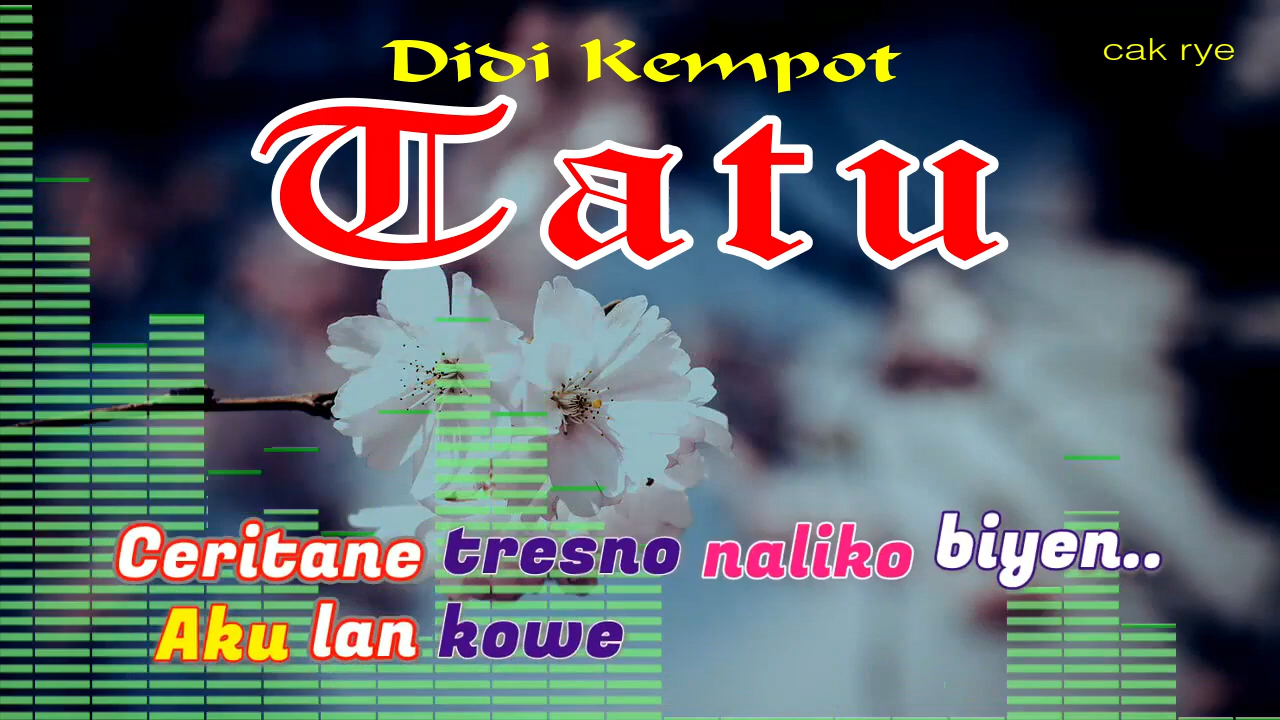 Didi Kempot
cak rye
Tatu
Ceritane tresno naliko biyen..
Aku lan kowe